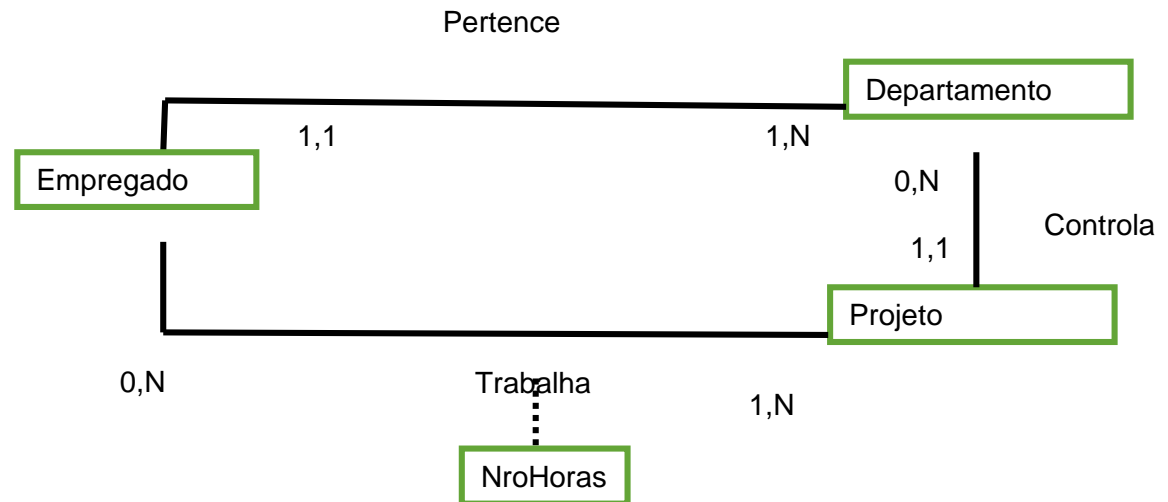 Pertence
Departamento
1,1
1,N
Empregado
0,N
Controla
1,1
Projeto
0,N
Trabalha
1,N
NroHoras